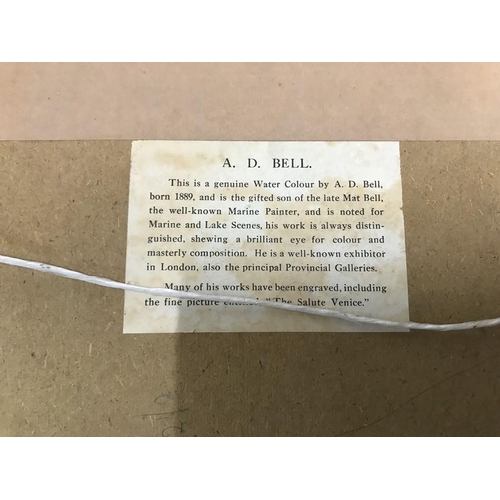 A. D. BELL.
This is a genuine Water Colour by A. D. Bell,
born 1889, and is the gifted son of the late Mat Bell,
the well-known Marine Painter, and is noted for
Marine and Lake Scenes, his work is always distin-
guished, shewing a brilliant eye for colour and
masterly composition. He is a well-known exhibitor
in London, also the principal Provincial Galleries.
Many of his works have been engraved, including
the fine picture "The Salute Venice."